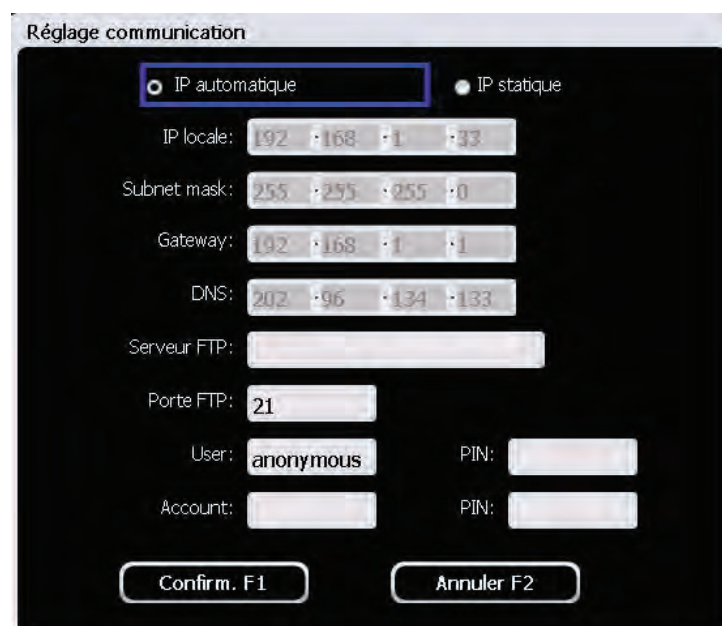 Réglage communication
IP automatique IP statique
IP locale: 192 ·168 ·1 ·33
Subnet mask: 255 ·255 ·255 ·0
Gateway: 192 ·168 ·1 ·1
DNS: 202 ·96 ·134 ·133
Serveur FTP:
Porte FTP: 21
User: anonymous PIN:
Account: PIN:
Confirm. F1 Annuler F2